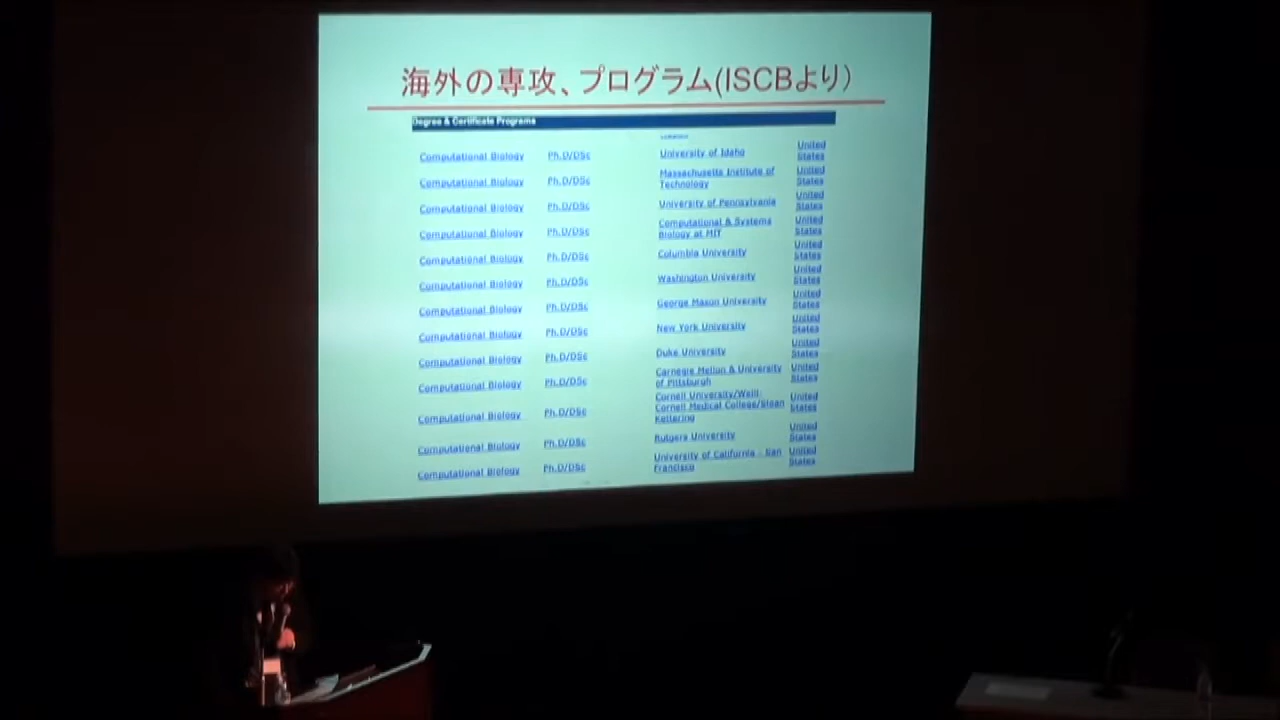 海外の専攻、プログラム(ISCBより)
Degree & Certificate Programs
Computational Biology Ph.D/DSc University of Idaho United States
Computational Biology Ph.D/DSc Massachusetts Institute of Technology United States
Computational Biology Ph.D/DSc University of Pennsylvania United States
Computational Biology Ph.D/DSc Computational & Systems Biology at MIT United States
Computational Biology Ph.D/DSc Columbia University United States
Computational Biology Ph.D/DSc Washington University United States
Computational Biology Ph.D/DSc George Mason University United States
Computational Biology Ph.D/DSc New York University United States
Computational Biology Ph.D/DSc Duke University United States
Computational Biology Ph.D/DSc Carnegie Mellon & University of Pittsburgh United States
Computational Biology Ph.D/DSc Cornell University/Weill Cornell Medical College/Sloan Kettering United States
Computational Biology Ph.D/DSc Rutgers University United States
Computational Biology Ph.D/DSc University of California - San Francisco United States